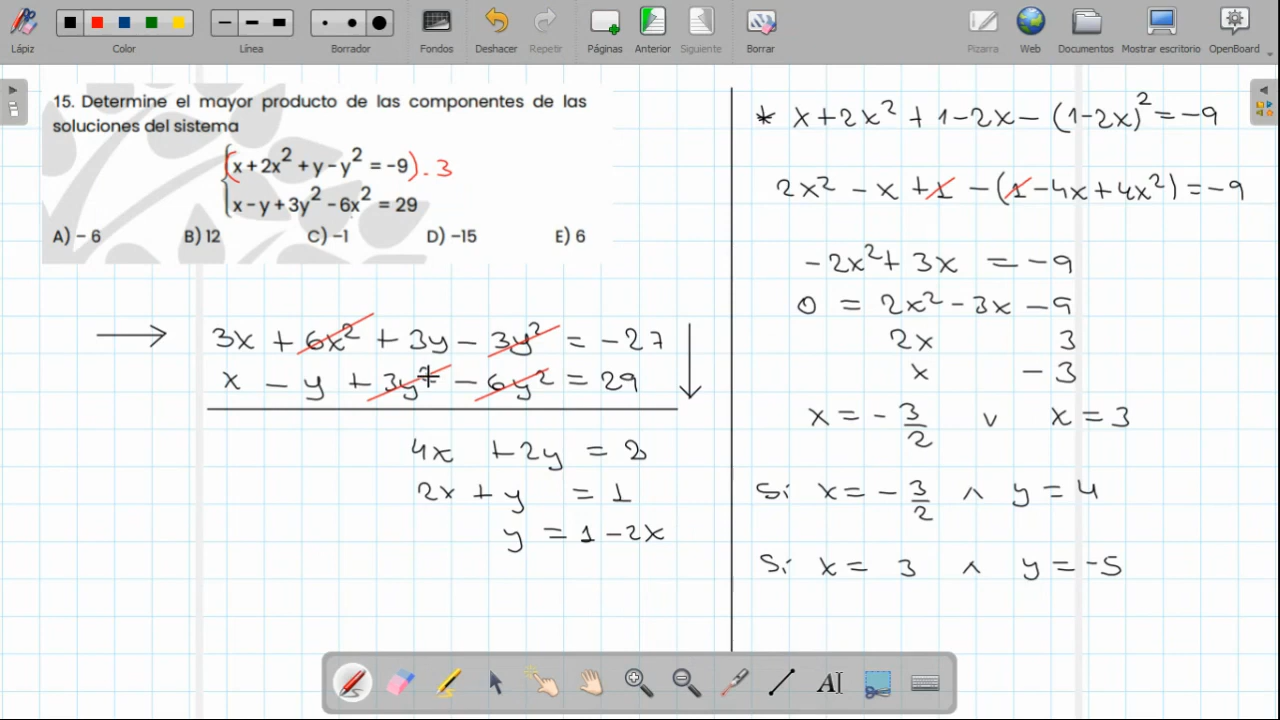 Lápiz Color Línea Borrador Fondos Deshacer Repetir Páginas Anterior Siguiente Borrar Pizarra Web Documentos Mostrar escritorio OpenBoard
15. Determine el mayor producto de las componentes de las
soluciones del sistema
(x + 2x² + y - y² = -9) . 3
x - y + 3y² - 6x² = 29
A) - 6 B) 12 C) -1 D) -15 E) 6
3x + 6x² + 3y - 3y² = -27
x - y + 3y² - 6y² = 29
4x + 2y = 2
2x + y = 1
y = 1 - 2x
* x + 2x² + 1 - 2x - (1-2x)² = -9
2x² - x + 1 - (1 - 4x + 4x²) = -9
-2x² + 3x = -9
0 = 2x² - 3x - 9
2x 3
x - 3
x = - 3/2 v x = 3
Si x = - 3/2 ∧ y = 4
Si x = 3 ∧ y = -5
AI